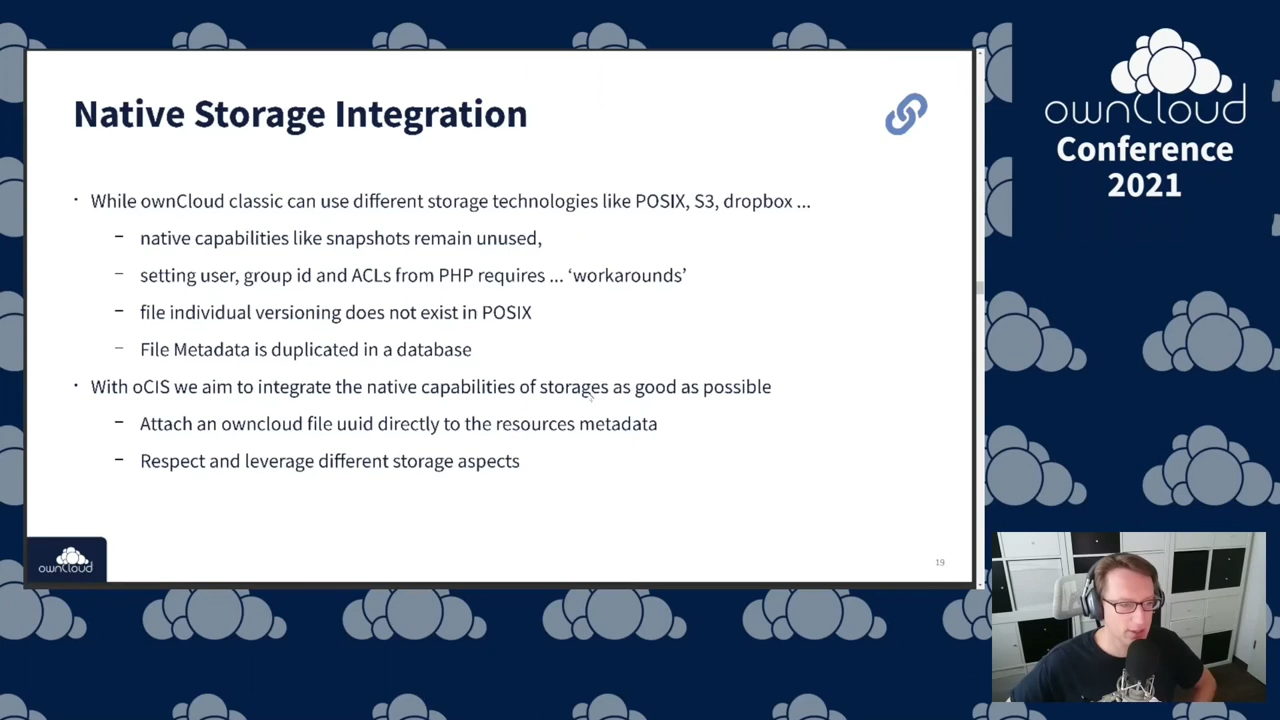 Native Storage Integration
· While ownCloud classic can use different storage technologies like POSIX, S3, dropbox ...
– native capabilities like snapshots remain unused,
– setting user, group id and ACLs from PHP requires ... ‘workarounds’
– file individual versioning does not exist in POSIX
– File Metadata is duplicated in a database
· With oCIS we aim to integrate the native capabilities of storages as good as possible
– Attach an owncloud file uuid directly to the resources metadata
– Respect and leverage different storage aspects
ownCloud
19
ownCloud
Conference
2021